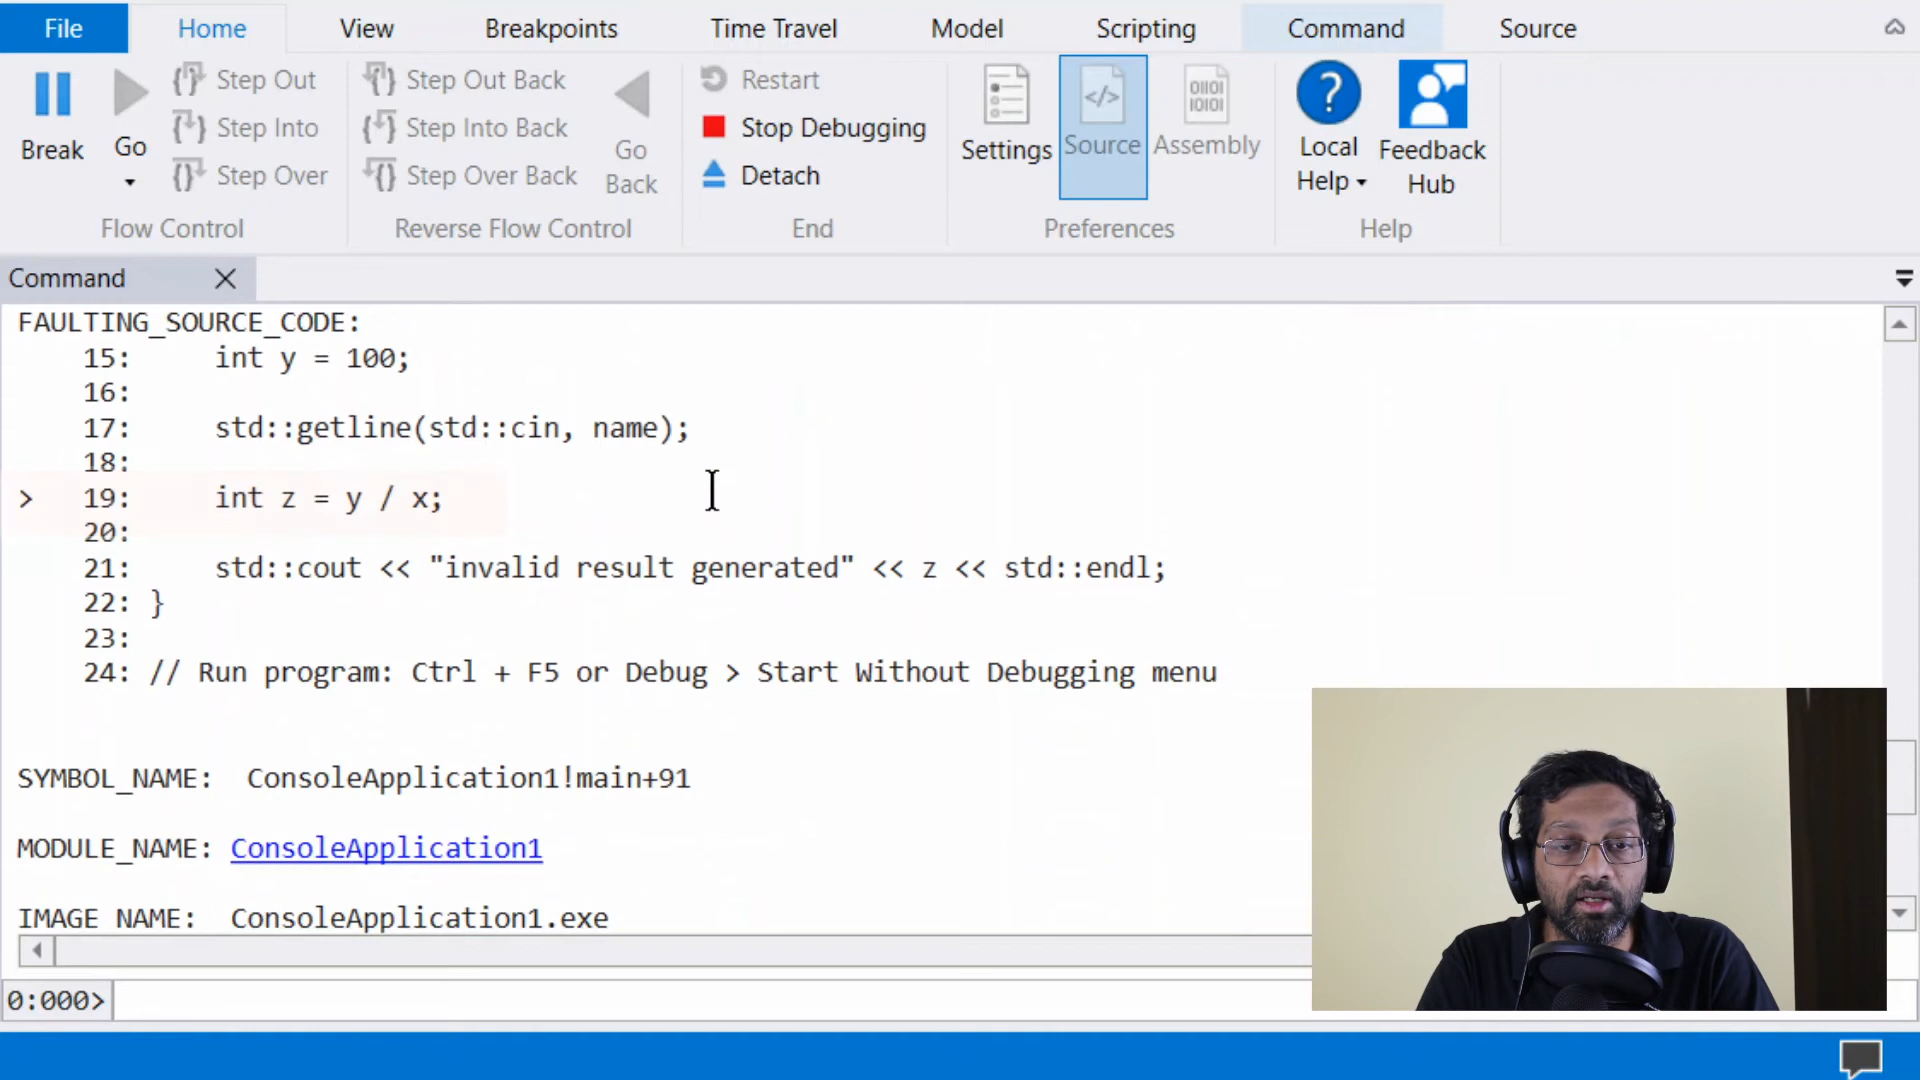 File Home View Breakpoints Time Travel Model Scripting Command Source
Break
Go
Step Out
Step Into
Step Over
Flow Control
Step Out Back
Step Into Back
Step Over Back
Go
Back
Reverse Flow Control
Restart
Stop Debugging
Detach
End
Settings
</>
Source
01101
10101
Assembly
Preferences
?
Local
Help
Feedback
Hub
Help
Command
FAULTING_SOURCE_CODE:
15: int y = 100;
16:
17: std::getline(std::cin, name);
18:
> 19: int z = y / x;
20:
21: std::cout << "invalid result generated" << z << std::endl;
22: }
23:
24: // Run program: Ctrl + F5 or Debug > Start Without Debugging menu
SYMBOL_NAME: ConsoleApplication1!main+91
MODULE_NAME: ConsoleApplication1
IMAGE_NAME: ConsoleApplication1.exe
0:000>